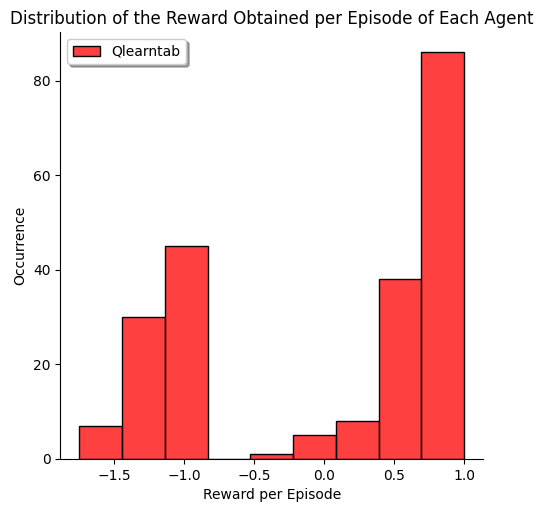 Distribution of the Reward Obtained per Episode of Each Agent
Qlearntab
80
60
40
20
0
Occurrence
−1.5 −1.0 −0.5 0.0 0.5 1.0
Reward per Episode